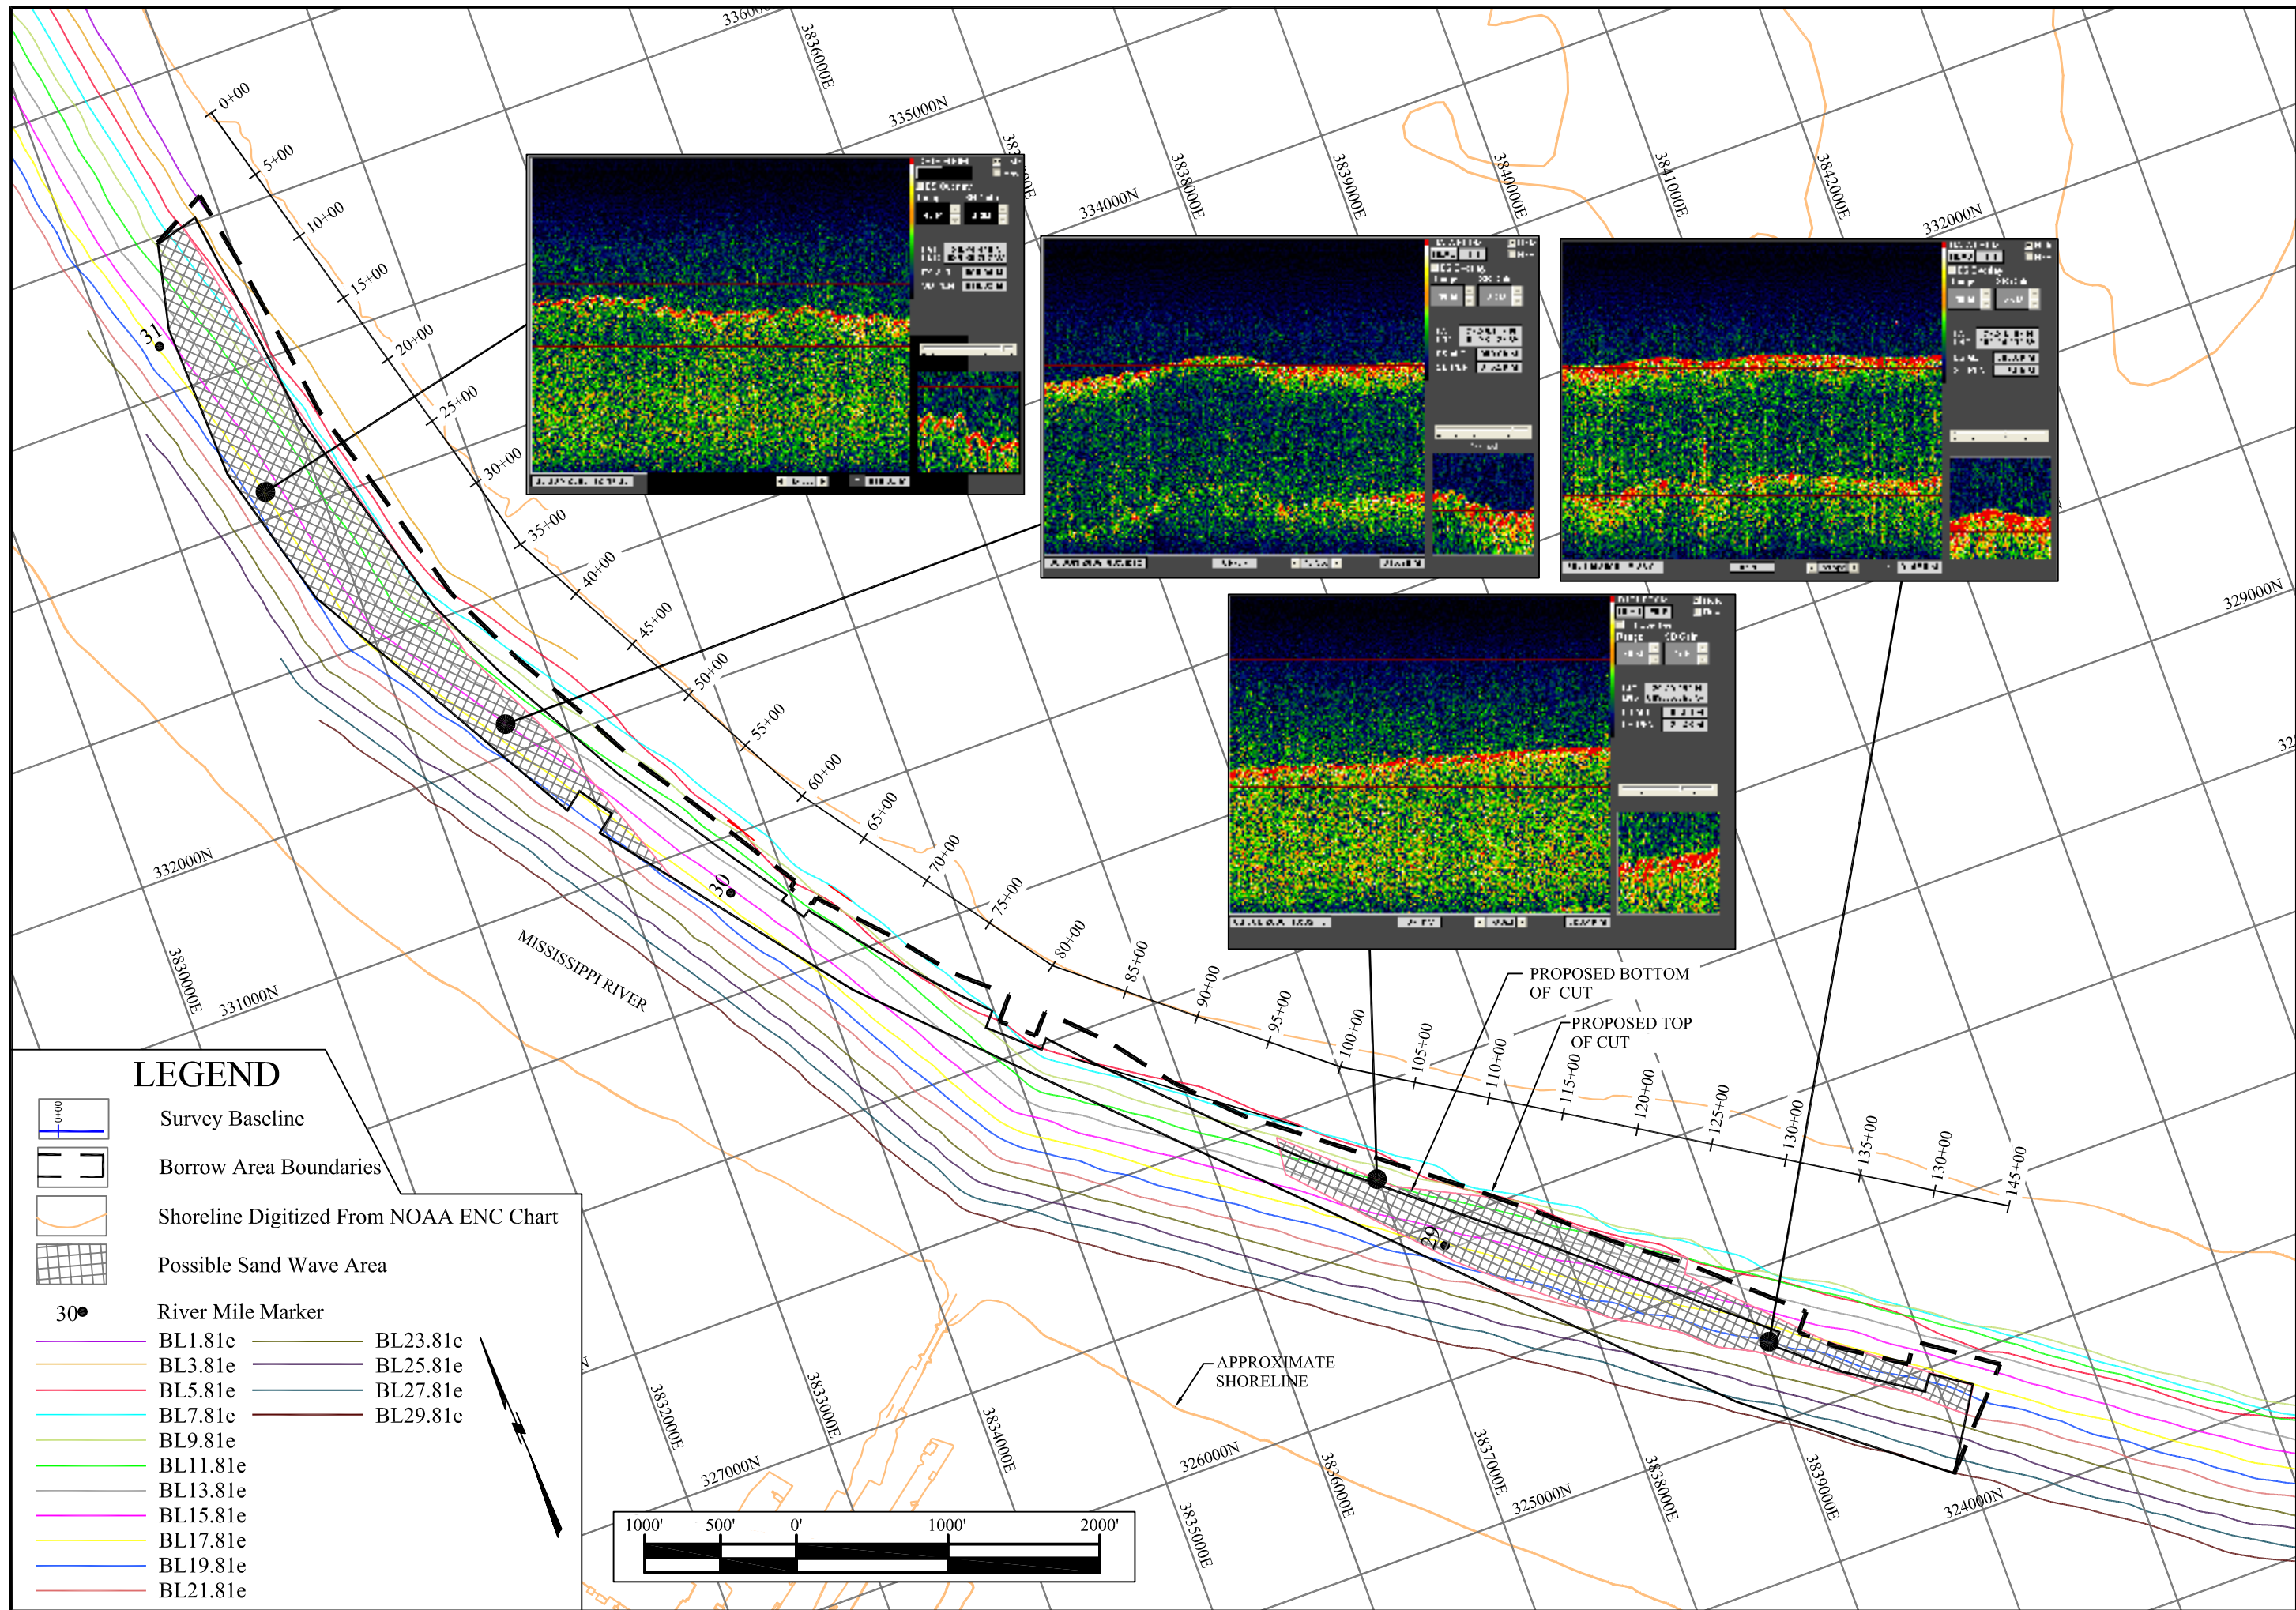 336000N
3836000E
335000N
3838000E
334000N
3839000E
3840000E
3841000E
3842000E
332000N
0+00
5+00
10+00
15+00
20+00
25+00
30+00
35+00
40+00
45+00
50+00
55+00
60+00
65+00
70+00
75+00
80+00
85+00
90+00
95+00
100+00
105+00
110+00
115+00
120+00
125+00
130+00
135+00
130+00
145+00
31
30
29
329000N
332000N
331000N
3830000E
MISSISSIPPI RIVER
PROPOSED BOTTOM
OF CUT
PROPOSED TOP
OF CUT
APPROXIMATE
SHORELINE
3832000E
3833000E
3834000E
3835000E
3836000E
3837000E
3838000E
3839000E
327000N
326000N
325000N
324000N
LEGEND
0+00
Survey Baseline
Borrow Area Boundaries
Shoreline Digitized From NOAA ENC Chart
Possible Sand Wave Area
30 River Mile Marker
BL1.81e BL23.81e
BL3.81e BL25.81e
BL5.81e BL27.81e
BL7.81e BL29.81e
BL9.81e
BL11.81e
BL13.81e
BL15.81e
BL17.81e
BL19.81e
BL21.81e
1000' 500' 0' 1000' 2000'